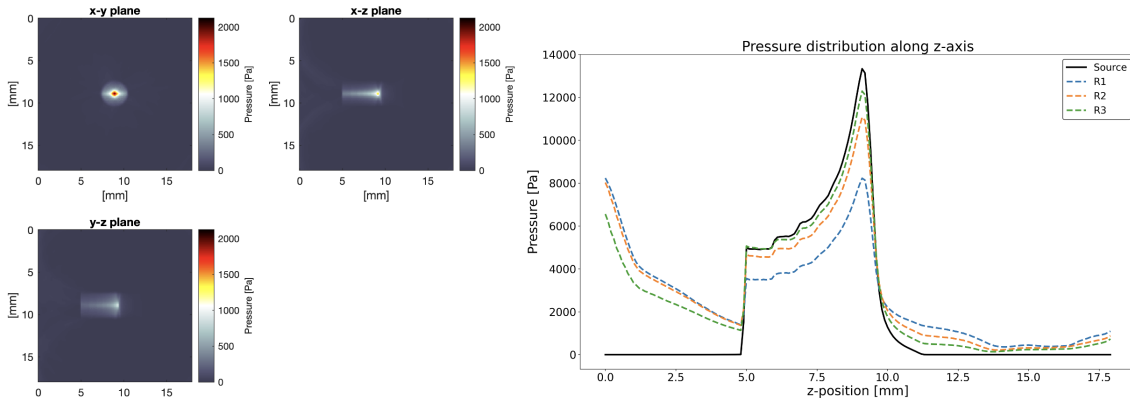 x-y plane
0
5
10
15
0
5
10
15
[mm]
[mm]
2000
1500
1000
500
0
Pressure [Pa]
x-z plane
0
5
10
15
0
5
10
15
[mm]
[mm]
2000
1500
1000
500
0
Pressure [Pa]
y-z plane
0
5
10
15
0
5
10
15
[mm]
[mm]
2000
1500
1000
500
0
Pressure [Pa]
Pressure distribution along z-axis
14000
12000
10000
8000
6000
4000
2000
0
Pressure [Pa]
Source
R1
R2
R3
0.0 2.5 5.0 7.5 10.0 12.5 15.0 17.5
z-position [mm]